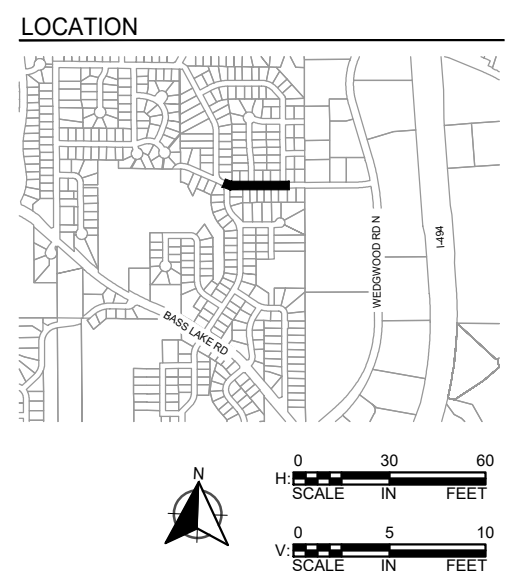 LOCATION
WEDGWOOD RD N
I-494
BASS LAKE RD
N
0 30 60
H:
SCALE IN FEET
0 5 10
V:
SCALE IN FEET